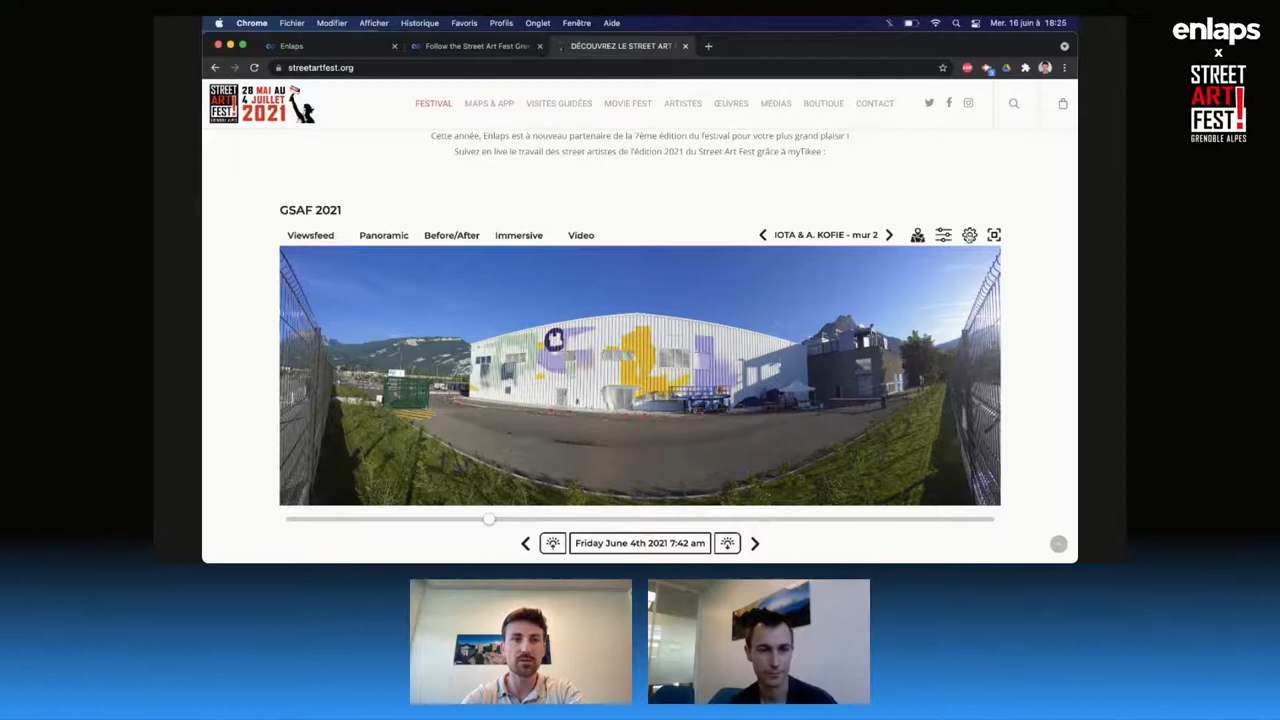 Chrome Fichier Modifier Afficher Historique Favoris Profils Onglet Fenêtre Aide Mer. 16 juin à 18:25
enlaps
x
STREET
ART
FEST!
GRENOBLE ALPES
Enlaps Follow the Street Art Fest Gre DÉCOUVREZ LE STREET ART
streetartfest.org
STREET ART FEST! GRENOBLE ALPES
28 MAI AU
4 JUILLET
2021
FESTIVAL MAPS & APP VISITES GUIDÉES MOVIE FEST ARTISTES ŒUVRES MÉDIAS BOUTIQUE CONTACT
Cette année, Enlaps est à nouveau partenaire de la 7ème édition du festival pour votre plus grand plaisir !
Suivez en live le travail des street artistes de l'édition 2021 du Street Art Fest grâce à myTikee :
GSAF 2021
Viewsfeed Panoramic Before/After Immersive Video IOTA & A. KOFIE - mur 2
Friday June 4th 2021 7:42 am